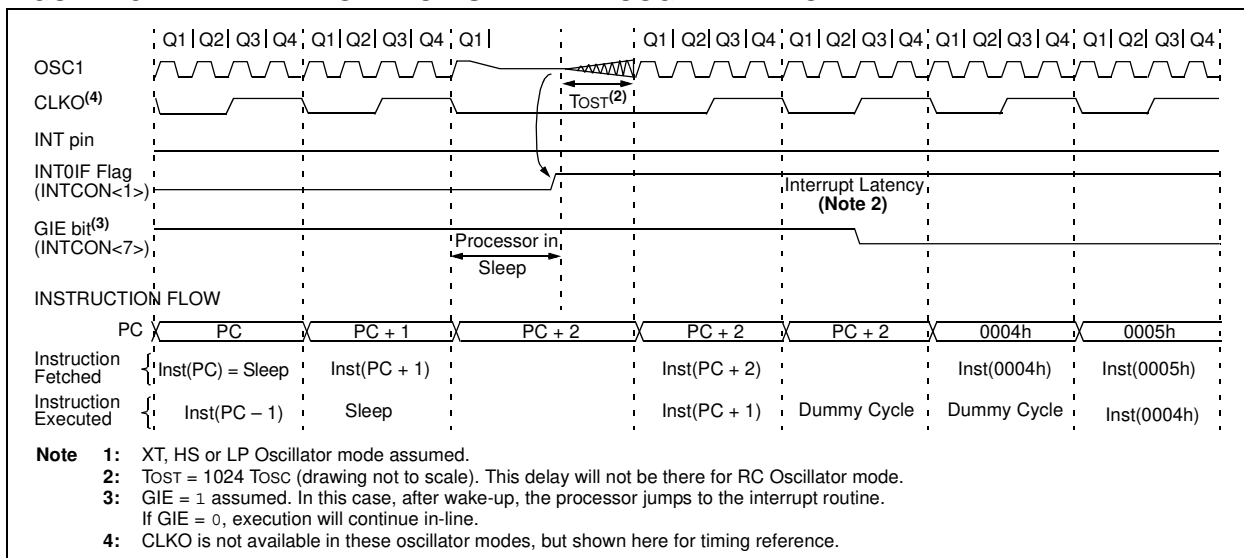 Q1 Q2 Q3 Q4 Q1 Q2 Q3 Q4 Q1 Q1 Q2 Q3 Q4 Q1 Q2 Q3 Q4 Q1 Q2 Q3 Q4 Q1 Q2 Q3 Q4
OSC1
TOST(2)
CLKO(4)
INT pin
INT0IF Flag
(INTCON<1>)
Interrupt Latency
(Note 2)
GIE bit(3)
(INTCON<7>)
Processor in
Sleep
INSTRUCTION FLOW
PC PC PC + 1 PC + 2 PC + 2 PC + 2 0004h 0005h
Instruction
Fetched
Inst(PC) = Sleep Inst(PC + 1) Inst(PC + 2) Inst(0004h) Inst(0005h)
Instruction
Executed
Inst(PC – 1) Sleep Inst(PC + 1) Dummy Cycle Dummy Cycle Inst(0004h)
Note 1: XT, HS or LP Oscillator mode assumed.
2: TOST = 1024 TOSC (drawing not to scale). This delay will not be there for RC Oscillator mode.
3: GIE = 1 assumed. In this case, after wake-up, the processor jumps to the interrupt routine.
If GIE = 0, execution will continue in-line.
4: CLKO is not available in these oscillator modes, but shown here for timing reference.